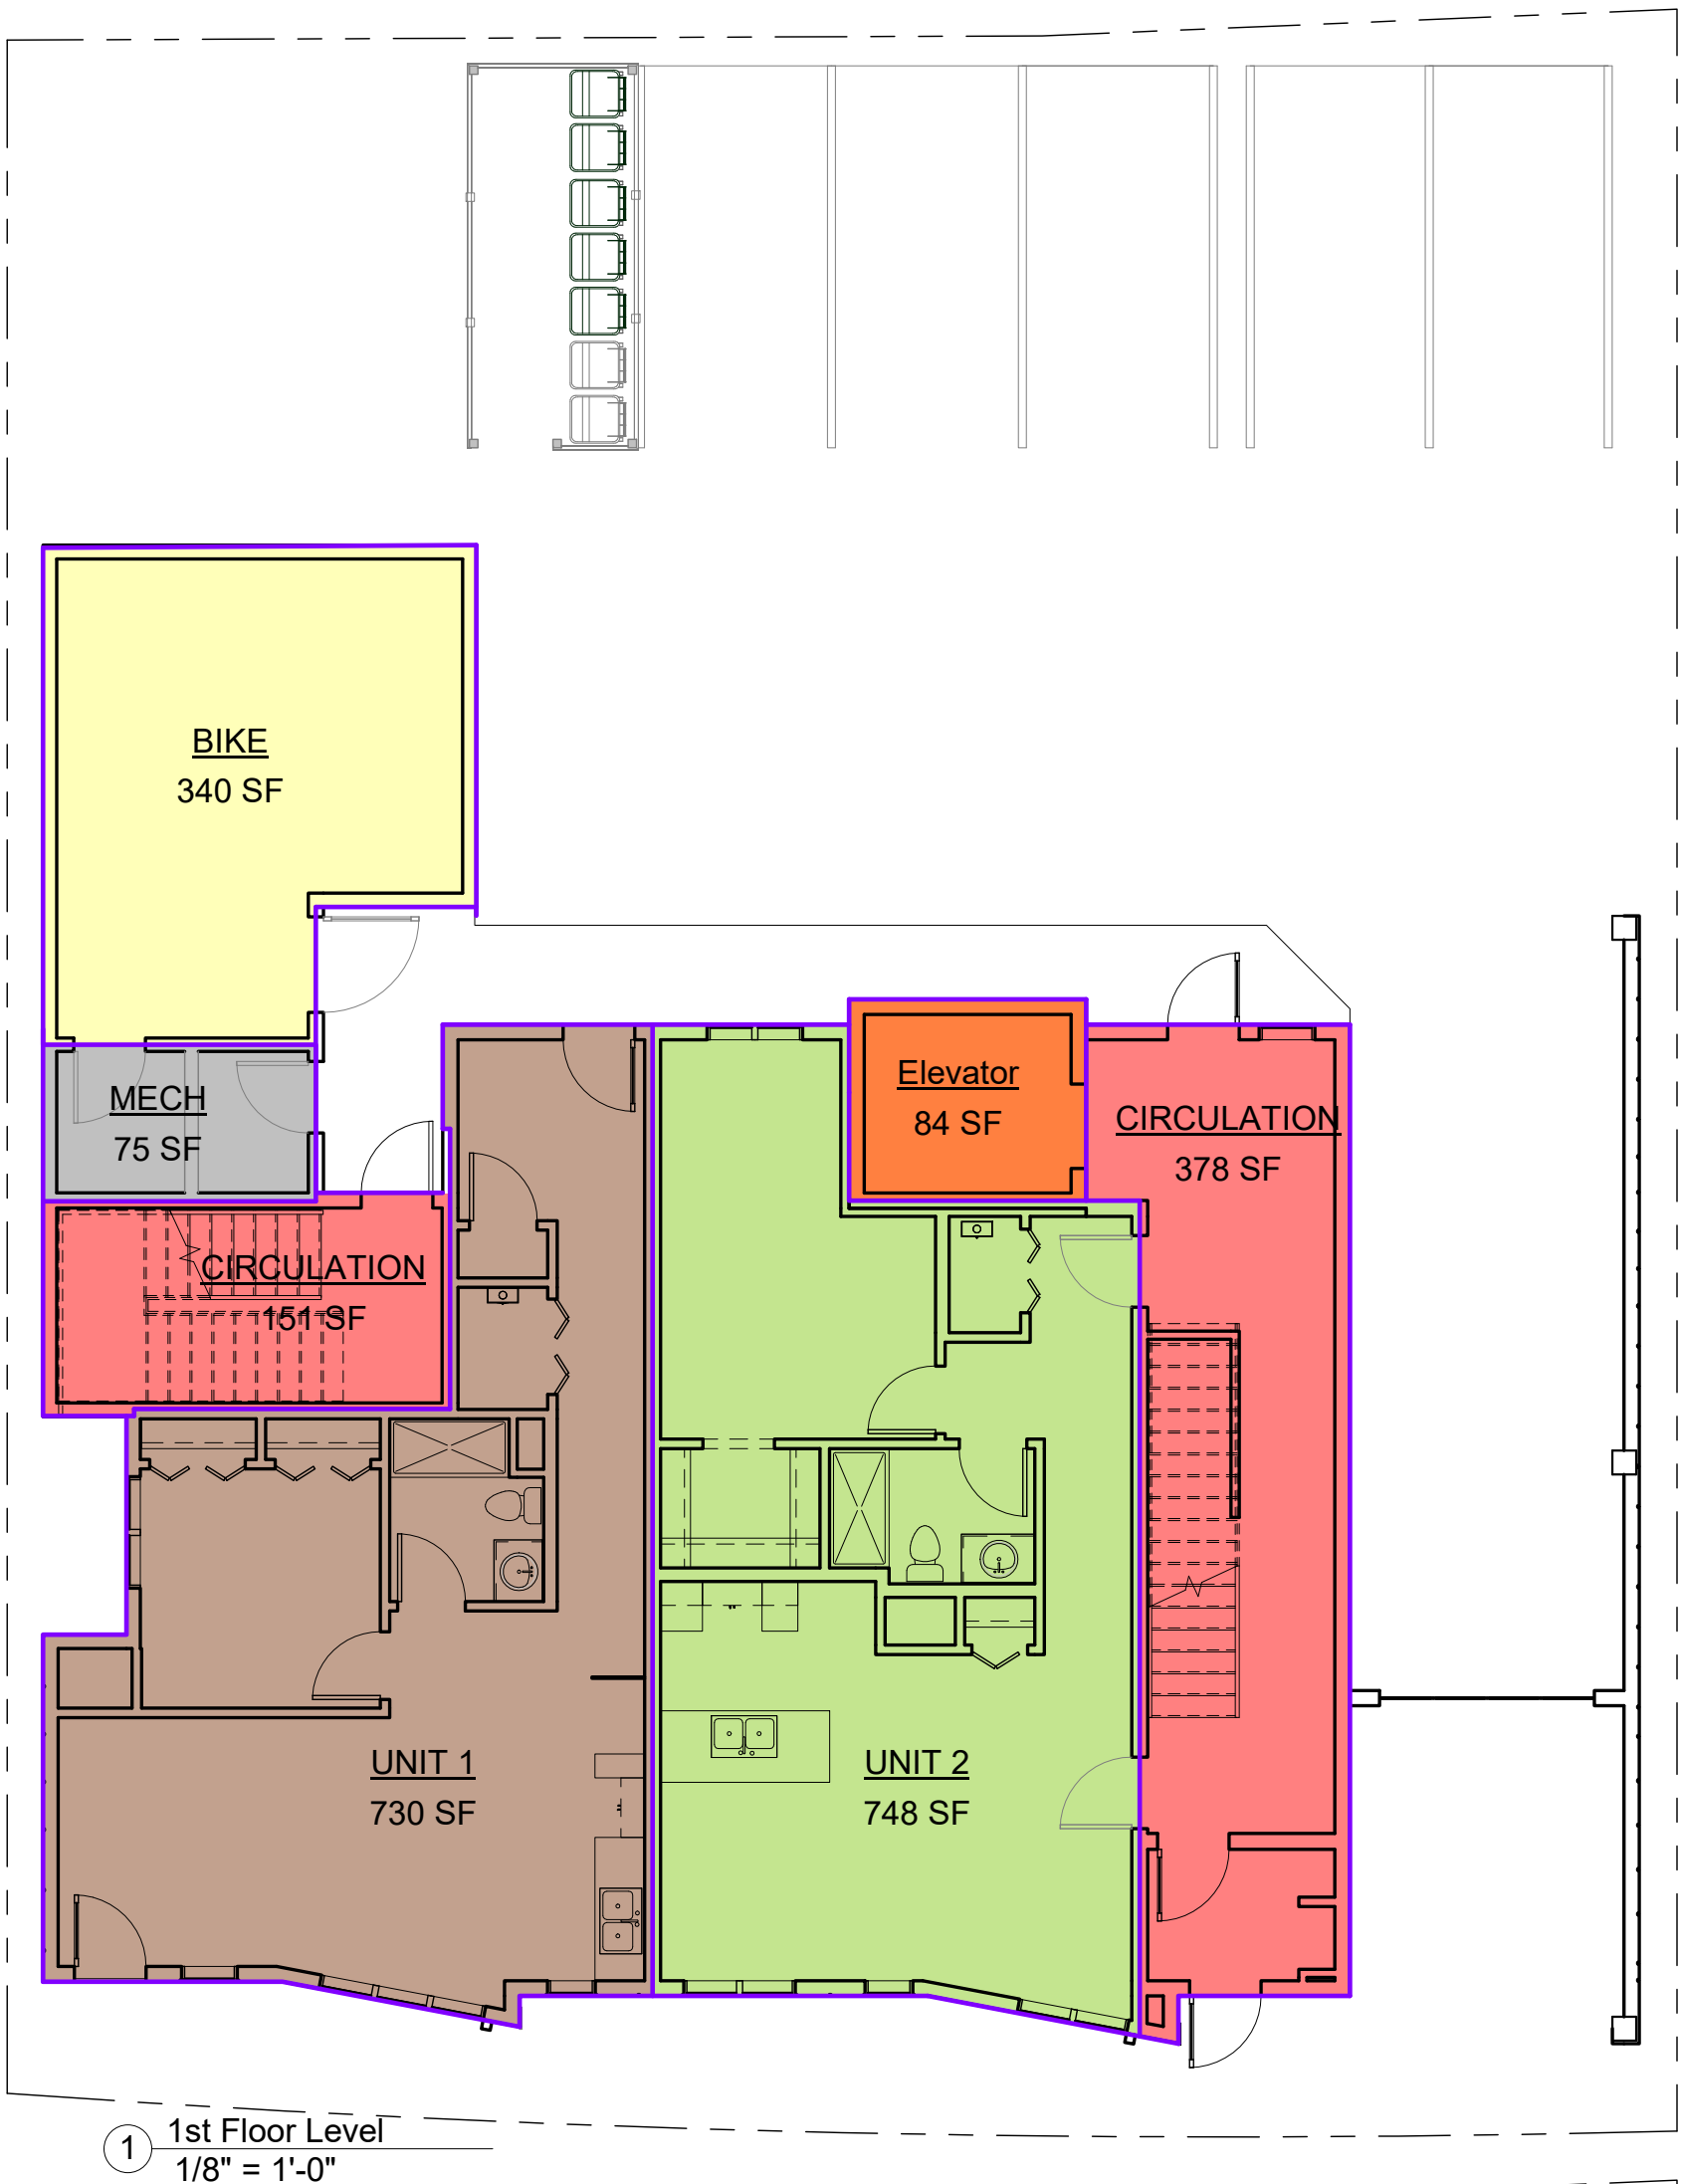 BIKE
340 SF
MECH
75 SF
Elevator
84 SF
CIRCULATION
378 SF
CIRCULATION
151 SF
UNIT 1
730 SF
UNIT 2
748 SF
1
1st Floor Level
1/8" = 1'-0"